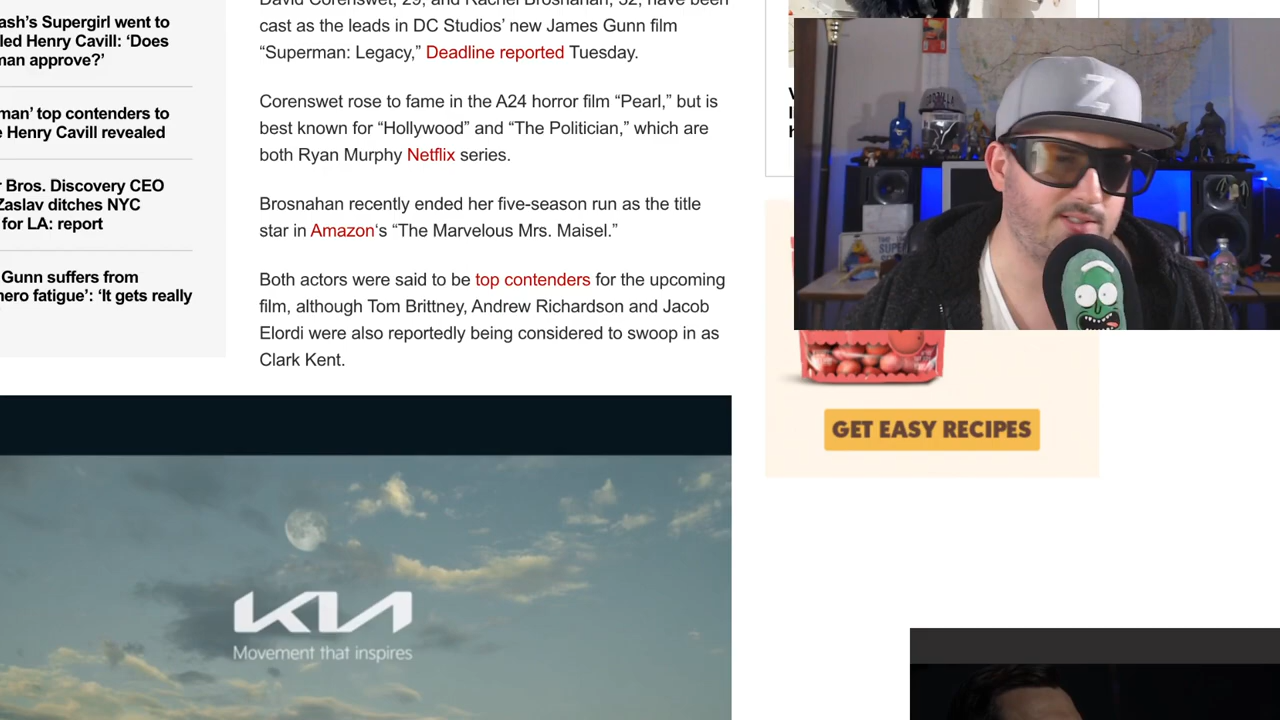 ash's Supergirl went to
led Henry Cavill: 'Does
man approve?'
man' top contenders to
e Henry Cavill revealed
r Bros. Discovery CEO
Zaslav ditches NYC
for LA: report
Gunn suffers from
hero fatigue': 'It gets really
David Corenswet, 29, and Rachel Brosnahan, 32, have been
cast as the leads in DC Studios' new James Gunn film
“Superman: Legacy,” Deadline reported Tuesday.
Corenswet rose to fame in the A24 horror film “Pearl,” but is
best known for “Hollywood” and “The Politician,” which are
both Ryan Murphy Netflix series.
Brosnahan recently ended her five-season run as the title
star in Amazon‘s “The Marvelous Mrs. Maisel.”
Both actors were said to be top contenders for the upcoming
film, although Tom Brittney, Andrew Richardson and Jacob
Elordi were also reportedly being considered to swoop in as
Clark Kent.
KIA
Movement that inspires
Z
GET EASY RECIPES